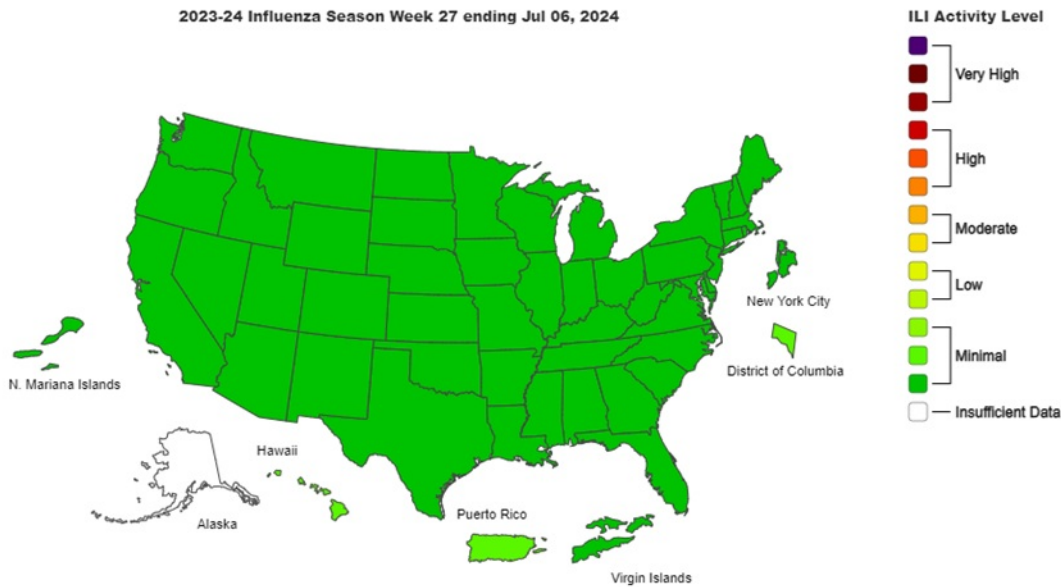 2023-24 Influenza Season Week 27 ending Jul 06, 2024
ILI Activity Level
Very High
High
Moderate
Low
Minimal
Insufficient Data
New York City
District of Columbia
N. Mariana Islands
Hawaii
Alaska
Puerto Rico
Virgin Islands